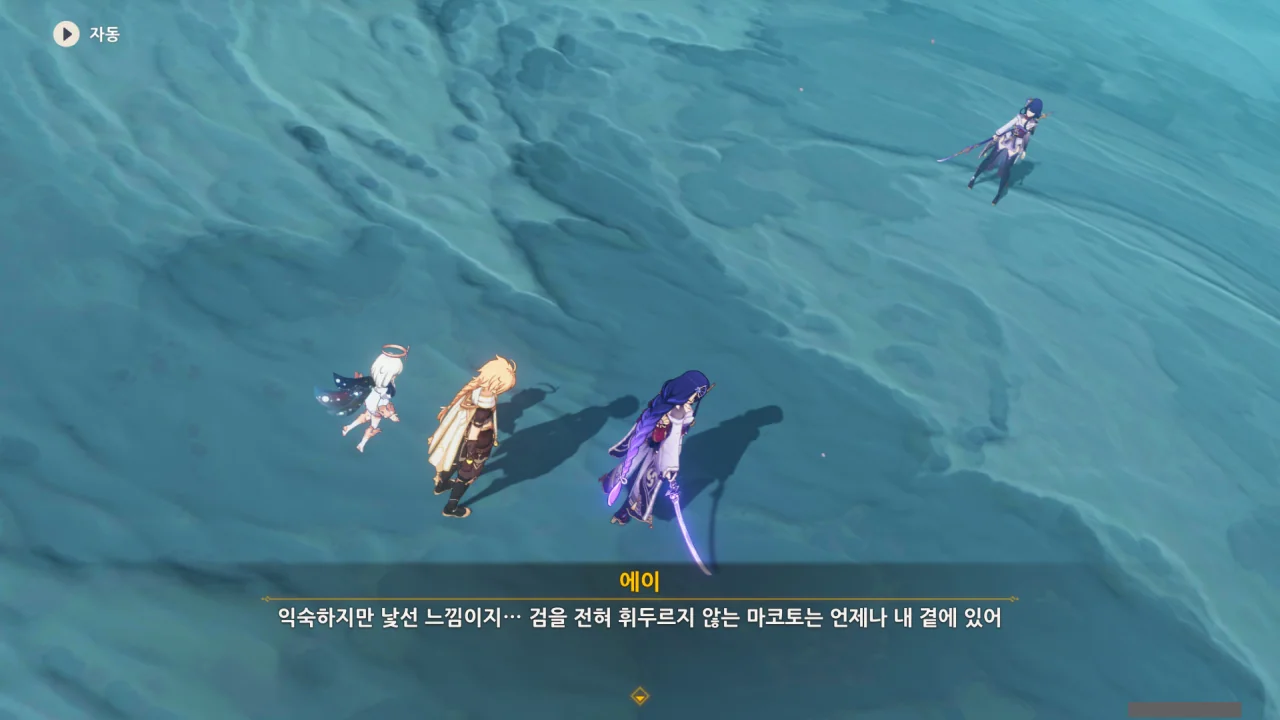 자동
에이
익숙하지만 낯선 느낌이지… 검을 전혀 휘두르지 않는 마코토는 언제나 내 곁에 있어